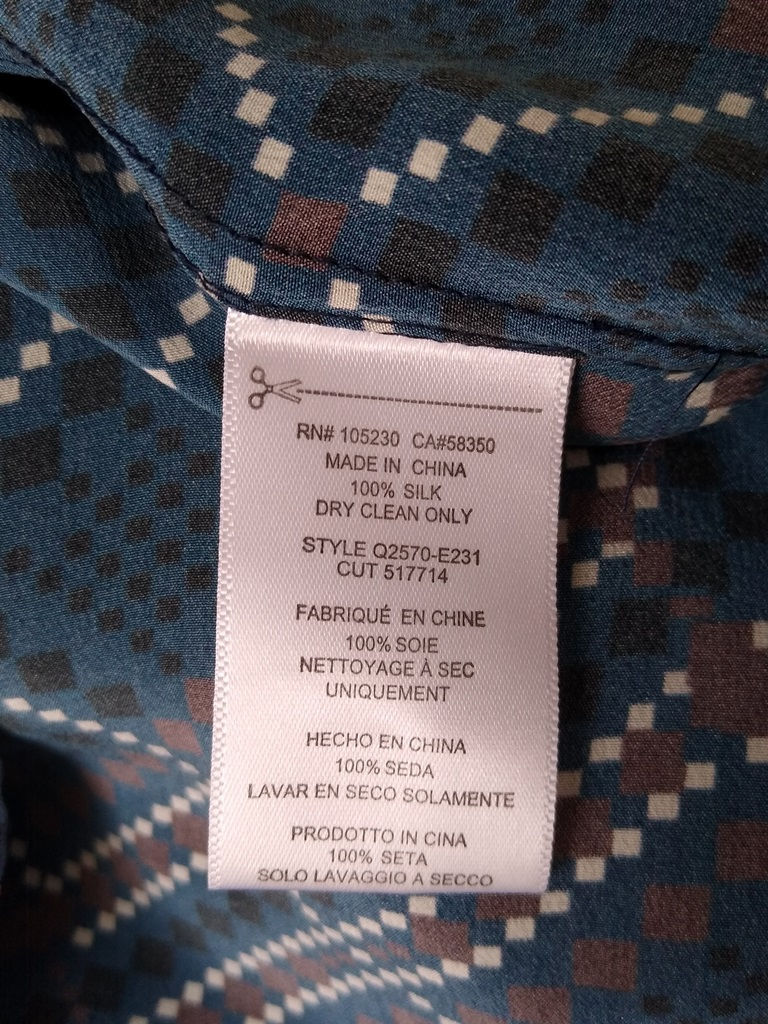 RN# 105230 CA#58350
MADE IN CHINA
100% SILK
DRY CLEAN ONLY
STYLE Q2570-E231
CUT 517714
FABRIQUÉ EN CHINE
100% SOIE
NETTOYAGE À SEC
UNIQUEMENT
HECHO EN CHINA
100% SEDA
LAVAR EN SECO SOLAMENTE
PRODOTTO IN CINA
100% SETA
SOLO LAVAGGIO A SECCO